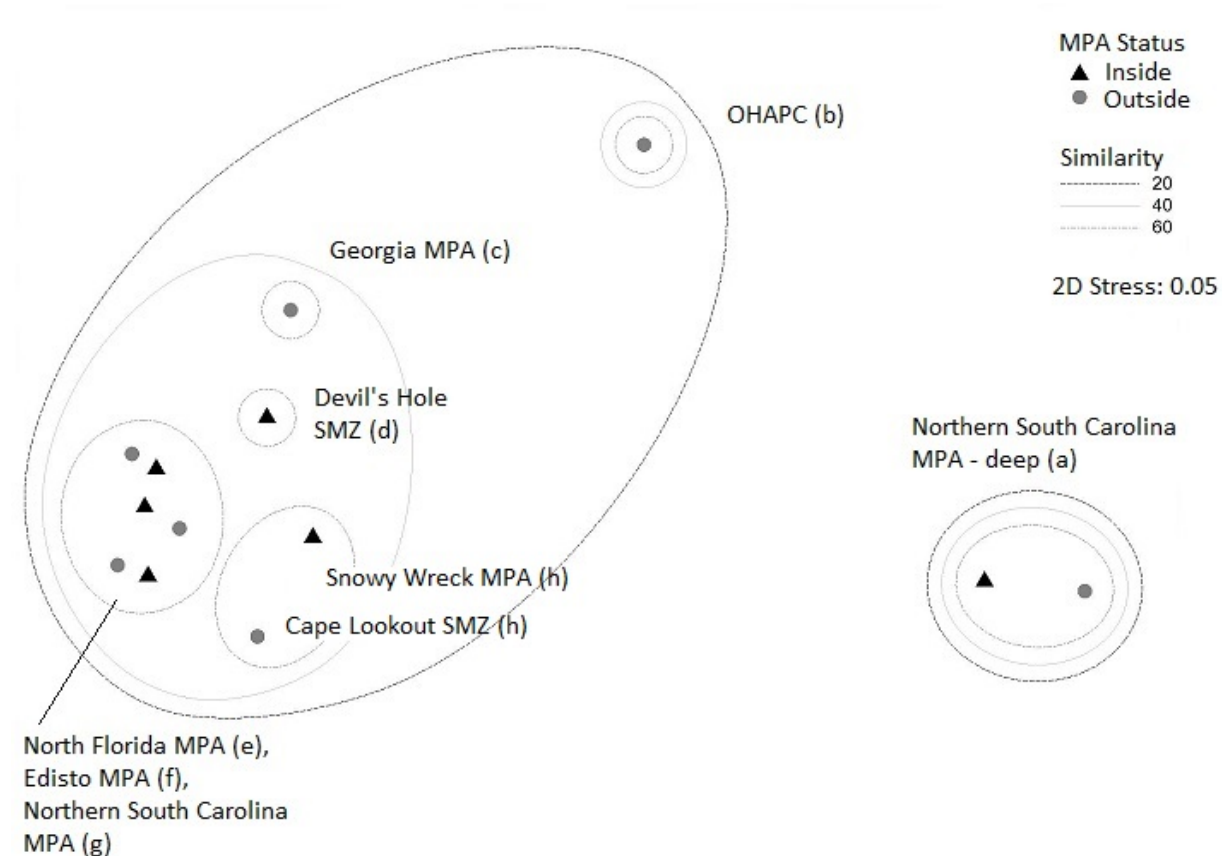 MPA Status
Inside
Outside
Similarity
20
40
60
2D Stress: 0.05
OHAPC (b)
Georgia MPA (c)
Devil's Hole
SMZ (d)
Northern South Carolina
MPA - deep (a)
Snowy Wreck MPA (h)
Cape Lookout SMZ (h)
North Florida MPA (e),
Edisto MPA (f),
Northern South Carolina
MPA (g)